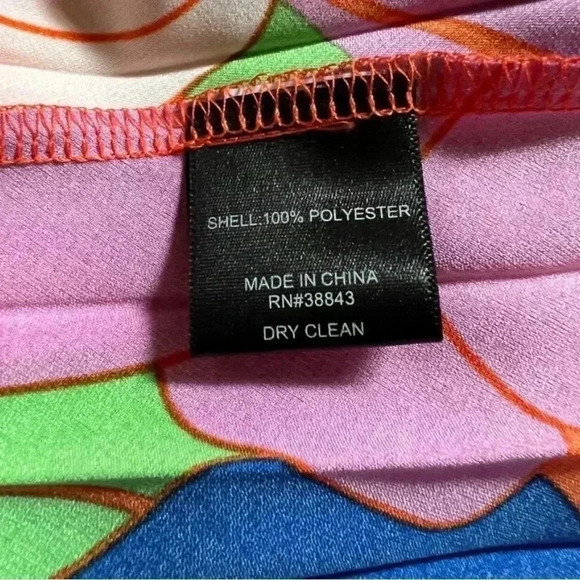 SHELL:100% POLYESTER
MADE IN CHINA
RN#38843
DRY CLEAN